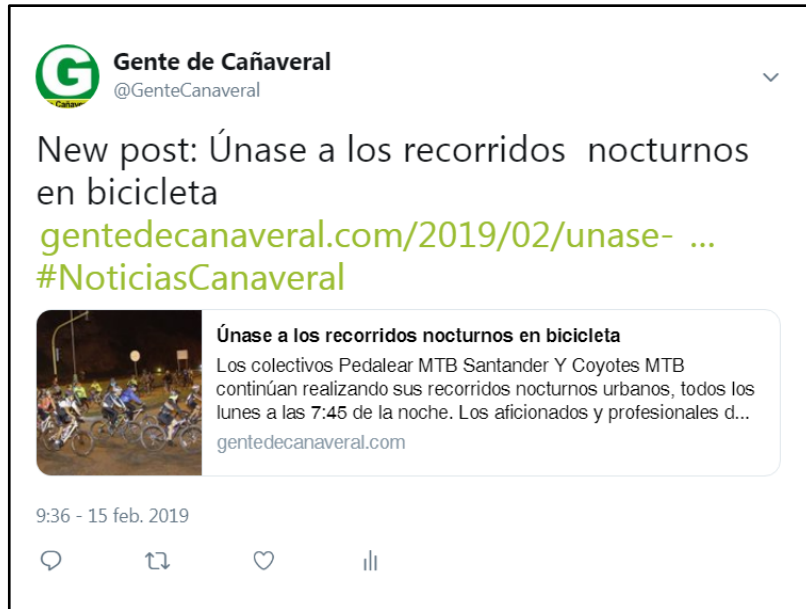 G
Cañave
Gente de Cañaveral
@GenteCanaveral
New post: Únase a los recorridos nocturnos
en bicicleta
gentedecanaveral.com/2019/02/unase- ...
#NoticiasCanaveral
Únase a los recorridos nocturnos en bicicleta
Los colectivos Pedalear MTB Santander Y Coyotes MTB
continúan realizando sus recorridos nocturnos urbanos, todos los
lunes a las 7:45 de la noche. Los aficionados y profesionales d...
gentedecanaveral.com
9:36 - 15 feb. 2019